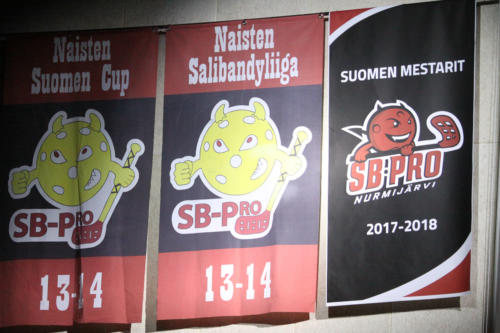 Naisten
Suomen Cup
SB-PRO
13-14
Naisten
Salibandyliiga
SB-PRO
13-14
SUOMEN MESTARIT
SB-PRO
NURMIJÄRVI
2017-2018